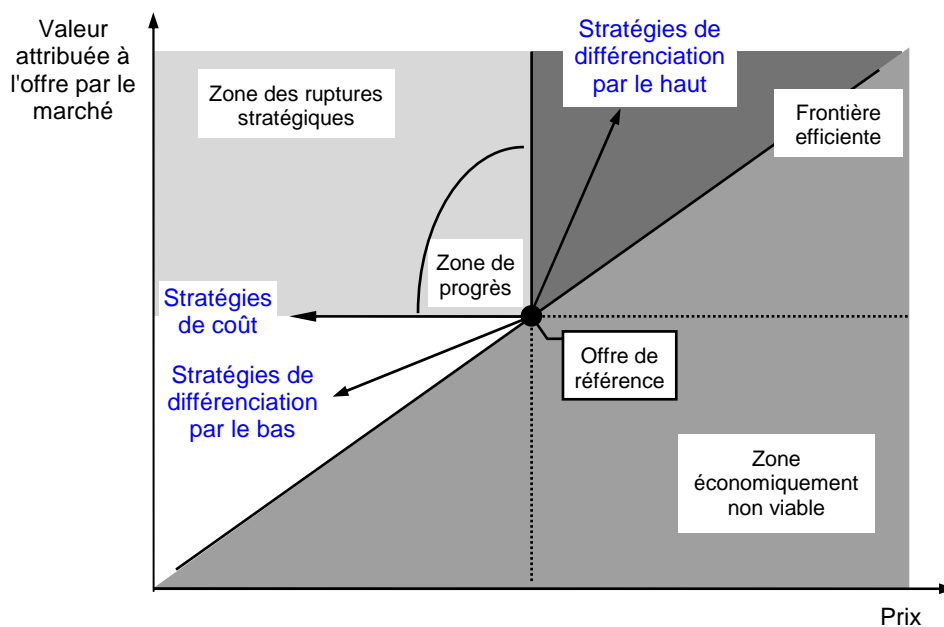 Valeur
attribuée à
l'offre par le
marché
Stratégies de
différenciation
par le haut
Zone des ruptures
stratégiques
Frontière
efficiente
Zone de
progrès
Stratégies
de coût
Offre de
référence
Stratégies de
différenciation
par le bas
Zone
économiquement
non viable
Prix